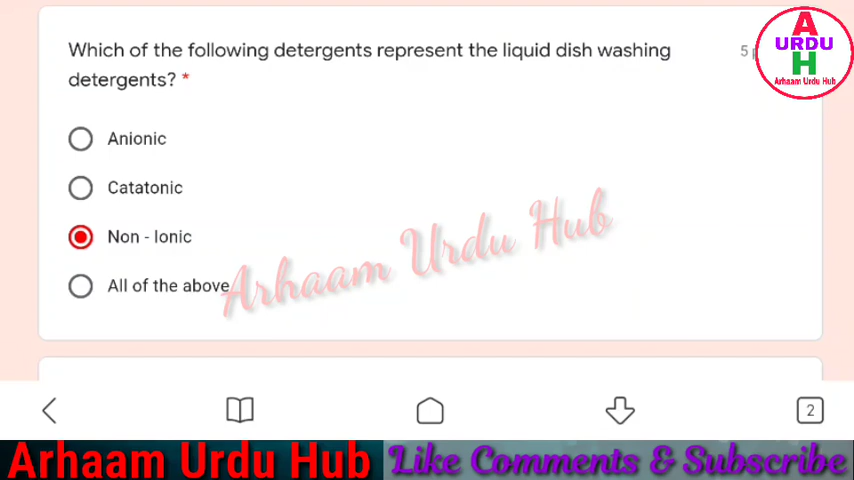 Which of the following detergents represent the liquid dish washing
detergents? *
5 p
A
URDU
H
Arhaam Urdu Hub
Anionic
Catatonic
Non - Ionic
All of the above
Arhaam Urdu Hub
2
Arhaam Urdu Hub
Like Comments & Subscribe